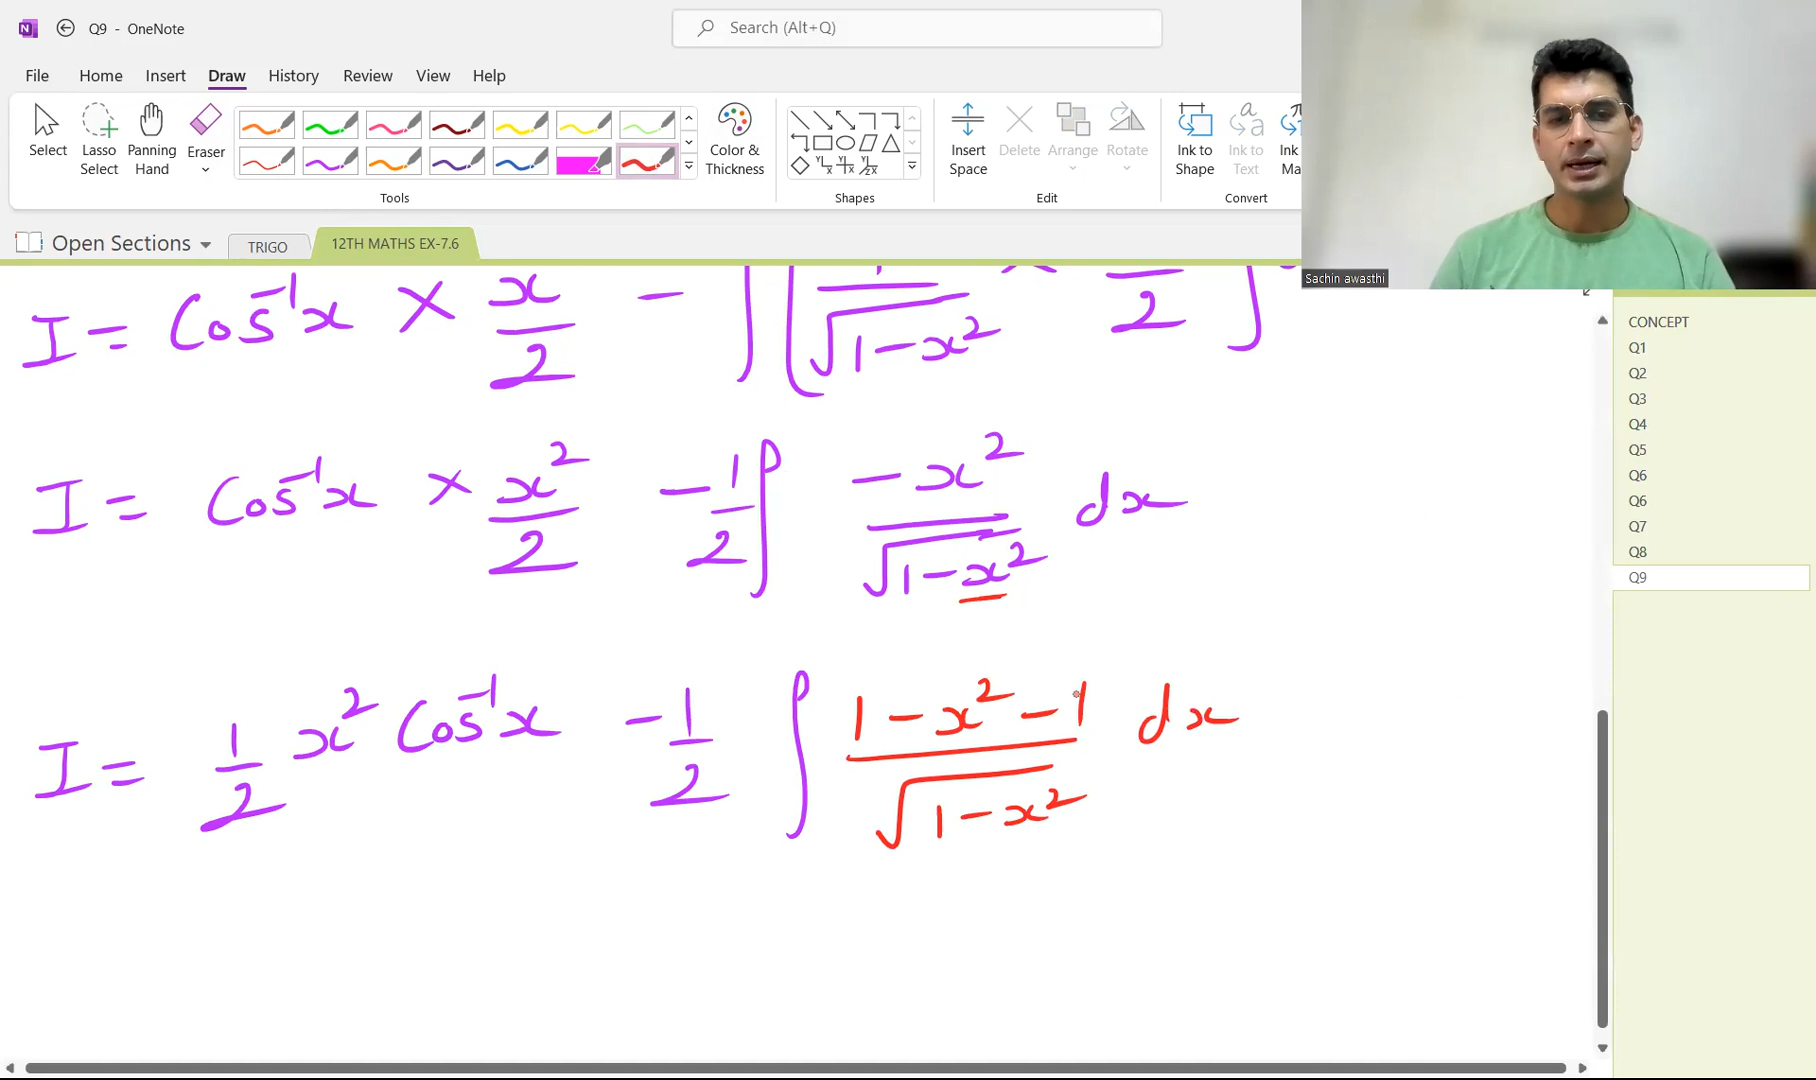 Q9 - OneNote
Search (Alt+Q)
File Home Insert Draw History Review View Help
Select
Lasso Select
Panning Hand
Eraser
Color & Thickness
Insert Space
Delete
Arrange
Rotate
Ink to Shape
Ink to Text
Ink
Ma
Tools
Shapes
Edit
Convert
Sachin awasthi
Open Sections
TRIGO
12TH MATHS EX-7.6
I = Cos⁻¹x × x/2 - ∫[ 1/√(1-x²) × /2 ]
I = Cos⁻¹x × x²/2 - 1/2 ∫ -x²/√(1-x²) dx
I = 1/2 x² Cos⁻¹x - 1/2 ∫ (1-x²-1)/√(1-x²) dx
CONCEPT
Q1
Q2
Q3
Q4
Q5
Q6
Q6
Q7
Q8
Q9